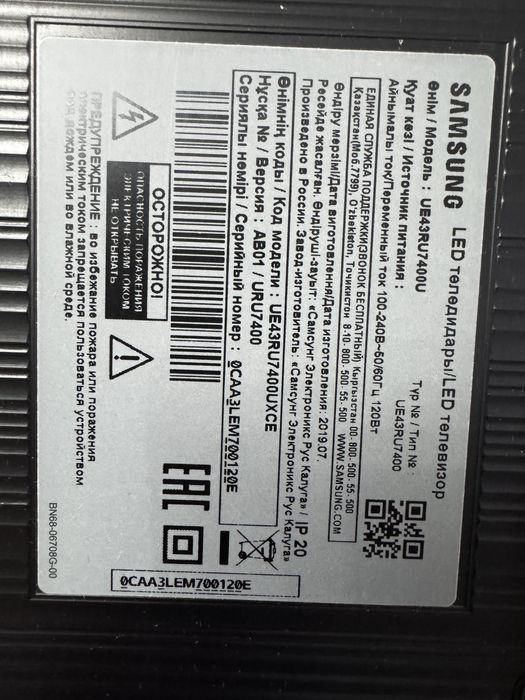 SAMSUNG LED теледидары/LED телевизор
Өнім / Модель : UE43RU7400U
Тур № / Тип № :
UE43RU7400
Қуат көзі / Источник питания :
Айнымалы ток/Переменный ток 100-240В~50/60Гц 120Вт
ЕДИНАЯ СЛУЖБА ПОДДЕРЖКИ(ЗВОНОК БЕСПЛАТНЫЙ) Кыргызстан 00-800-500-55-500
Қазақстан(Моб.7799), O'zbekiston, Тоҷикистон 8-10-800-500-55-500 WWW.SAMSUNG.COM
Өндіру мерзімі/Дата виготовлення/Дата изготовления: 2019.07.
Ресейде жасалған. Өндіруші-зауыт: «Самсунг Электроникс Рус Калуга» / IP 20
Произведено в России. Завод-изготовитель: «Самсунг Электроникс Рус Калуга»
Өнімнің коды / Код модели : UE43RU7400UXCE
Нұсқа № / Версия : AB01 / URU7400
Сериялы нөмірі / Серийный номер : 0CAA3LEM700120E
0CAA3LEM700120E
EAC
ОСТОРОЖНО!
ОПАСНОСТЬ ПОРАЖЕНИЯ
ЭЛЕКТРИЧЕСКИМ ТОКОМ
НЕ ОТКРЫВАТЬ
ПРЕДУПРЕЖДЕНИЕ : во избежание пожара или поражения
электрическим током запрещается пользоваться устройством
под дождем или во влажной среде.
BN68-06708G-00